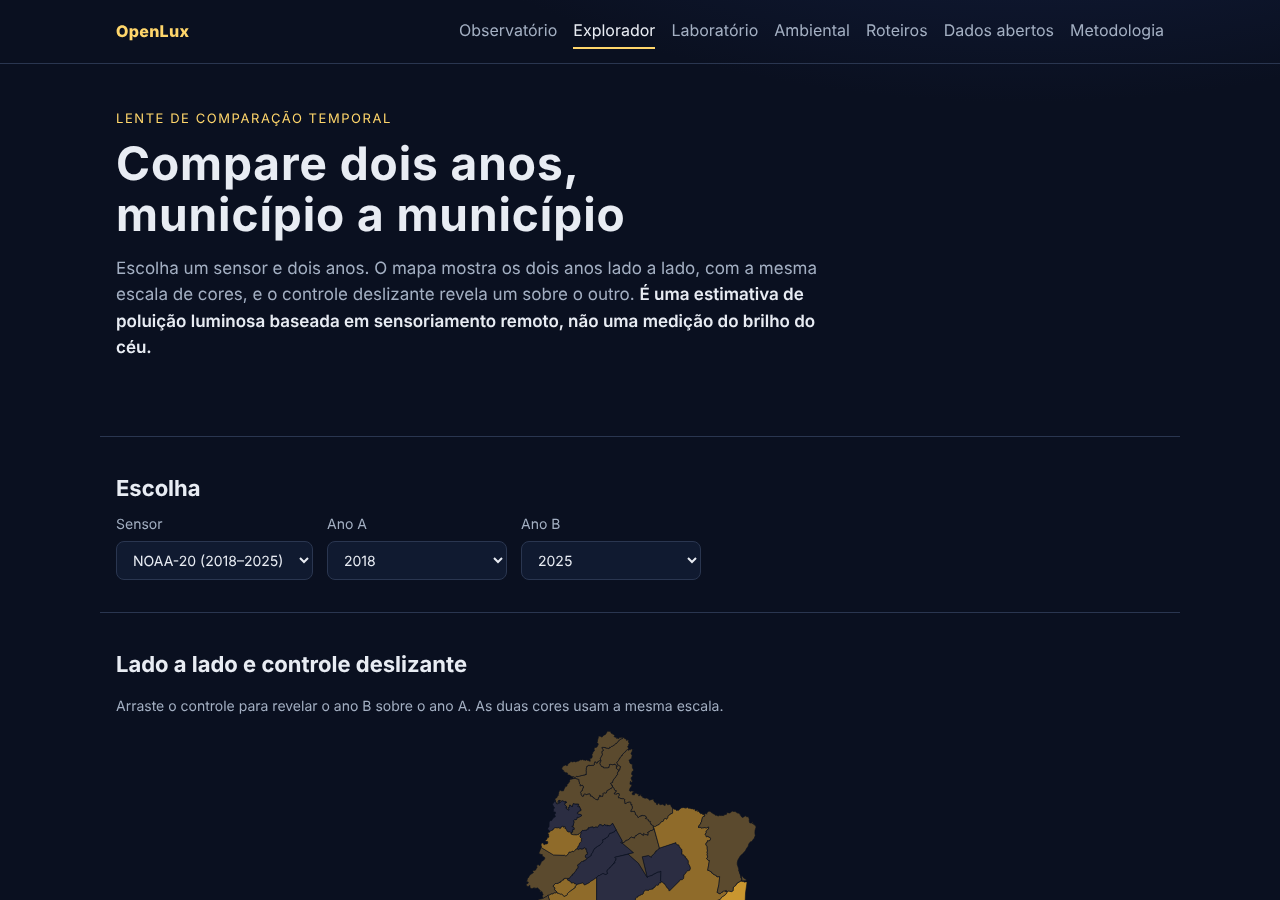 OpenLux
Observatório Explorador Laboratório Ambiental Roteiros Dados abertos Metodologia
LENTE DE COMPARAÇÃO TEMPORAL
Compare dois anos,
município a município
Escolha um sensor e dois anos. O mapa mostra os dois anos lado a lado, com a mesma
escala de cores, e o controle deslizante revela um sobre o outro. É uma estimativa de
poluição luminosa baseada em sensoriamento remoto, não uma medição do brilho do
céu.
Escolha
Sensor Ano A Ano B
NOAA-20 (2018–2025) 2018 2025
Lado a lado e controle deslizante
Arraste o controle para revelar o ano B sobre o ano A. As duas cores usam a mesma escala.